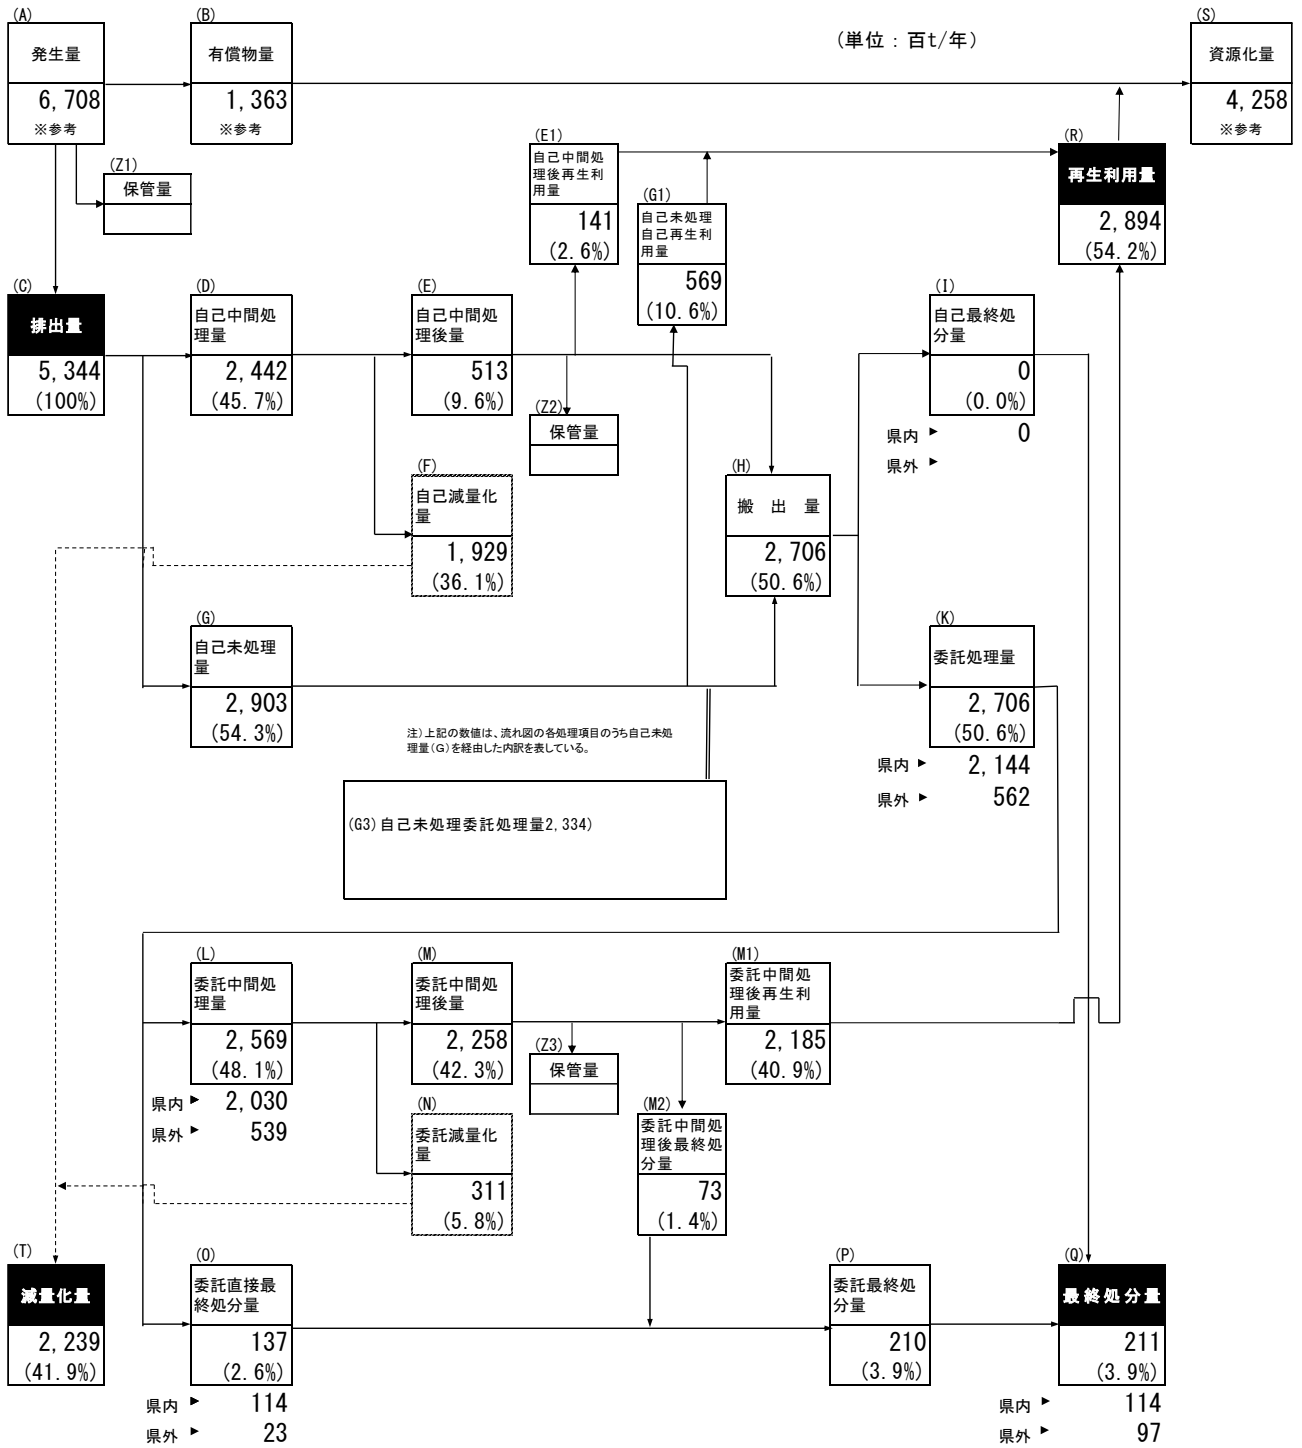 (A)
発生量
6,708
※参考
(B)
有償物量
1,363
※参考
(単位：百t/年)
(S)
資源化量
4,258
※参考
(Z1)
保管量
(E1)
自己中間処
理後再生利
用量
141
(2.6%)
(G1)
自己未処理
自己再生利
用量
569
(10.6%)
(R)
再生利用量
2,894
(54.2%)
(C)
排出量
5,344
(100%)
(D)
自己中間処
理量
2,442
(45.7%)
(E)
自己中間処
理後量
513
(9.6%)
(Z2)
保管量
(I)
自己最終処
分量
0
(0.0%)
県内 ▶ 0
県外 ▶
(F)
自己減量化
量
1,929
(36.1%)
(H)
搬出量
2,706
(50.6%)
(G)
自己未処理
量
2,903
(54.3%)
(K)
委託処理量
2,706
(50.6%)
県内 ▶ 2,144
県外 ▶ 562
注）上記の数値は、流れ図の各処理項目のうち自己未処
理量（G）を経由した内訳を表している。
(G3)自己未処理委託処理量2,334)
(L)
委託中間処
理量
2,569
(48.1%)
県内 ▶ 2,030
県外 ▶ 539
(M)
委託中間処
理後量
2,258
(42.3%)
(Z3)
保管量
(M1)
委託中間処
理後再生利
用量
2,185
(40.9%)
(N)
委託減量化
量
311
(5.8%)
(M2)
委託中間処
理後最終処
分量
73
(1.4%)
(T)
減量化量
2,239
(41.9%)
(O)
委託直接最
終処分量
137
(2.6%)
県内 ▶ 114
県外 ▶ 23
(P)
委託最終処
分量
210
(3.9%)
(Q)
最終処分量
211
(3.9%)
県内 ▶ 114
県外 ▶ 97